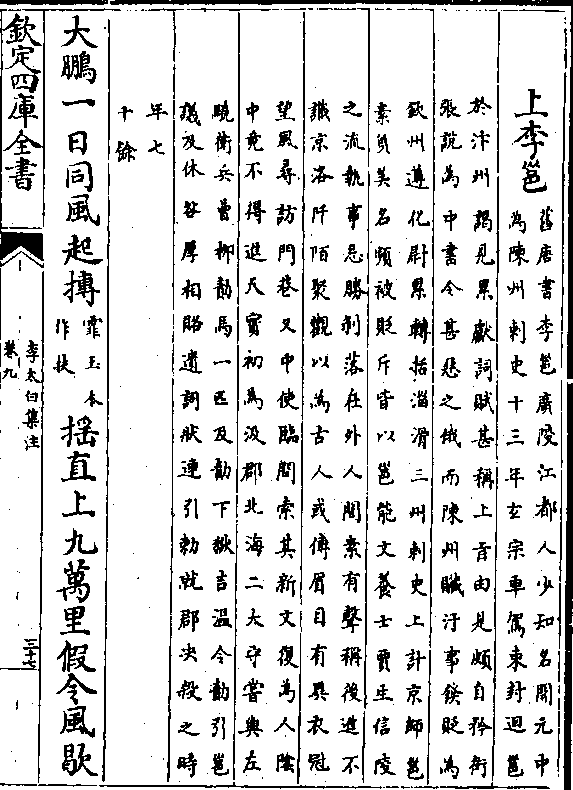 上李邕
舊唐書李邕廣陵江都人少知名開元中
為陳州刺史十三年玄宗車駕東封迴邕
於汴州謁見累獻詞賦甚稱上旨由是頗自矜衒
張說為中書令甚惡之俄而陳州贓汙事發貶為
欽州遵化尉累轉括淄滑三州刺史上計京師邕
素負美名頻被貶斥皆以邕能文養士賈生信陵
之流執事忌勝剝落在外人間素有聲稱後進不
識京洛阡陌聚觀以為古人或傳眉目有異衣冠
望風尋訪門巷又中使臨問索其新文復為人陰
中竟不得進天寶初為汲郡北海二大守嘗與左
驍衛兵曹柳勣馬一匹及勣下獄吉溫令勣引邕
議及休咎厚相賂遺詞狀連引勅就郡決殺之時
年七
十餘
大鵬一日同風起摶霏玉本作扶搖直上九萬里假令風歇
欽定四庫全書
李太白集注
卷九
三十七